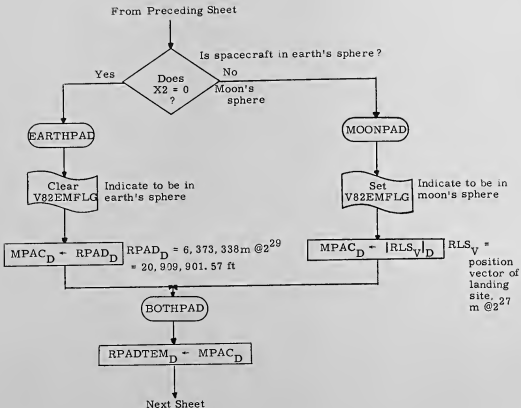 From Preceding Sheet
Is spacecraft in earth's sphere?
Yes
Does
X2 = 0
?
No
Moon's
sphere
EARTHPAD
MOONPAD
Clear
V82EMFLG
Indicate to be in
earth's sphere
Set
V82EMFLG
Indicate to be in
moon's sphere
MPAC_D ← RPAD_D
RPAD_D = 6,373,338m @2^29
= 20,909,901.57 ft
MPAC_D ← |RLS_V|_D
RLS_V =
position
vector of
landing
site,
m @2^27
BOTHPAD
RPADTEM_D ← MPAC_D
Next Sheet